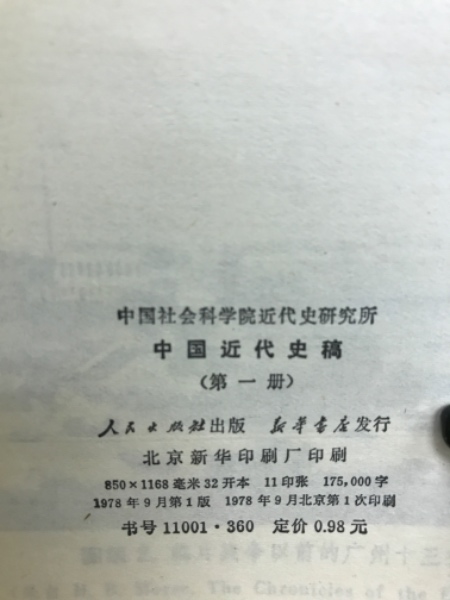 中国社会科学院近代史研究所
中国近代史稿
（第一册）
人民出版社出版 新华书店发行
北京新华印刷厂印刷
850×1168毫米32开本 11印张 175,000字
1978年9月第1版 1978年9月北京第1次印刷
书号11001·360 定价0.98元